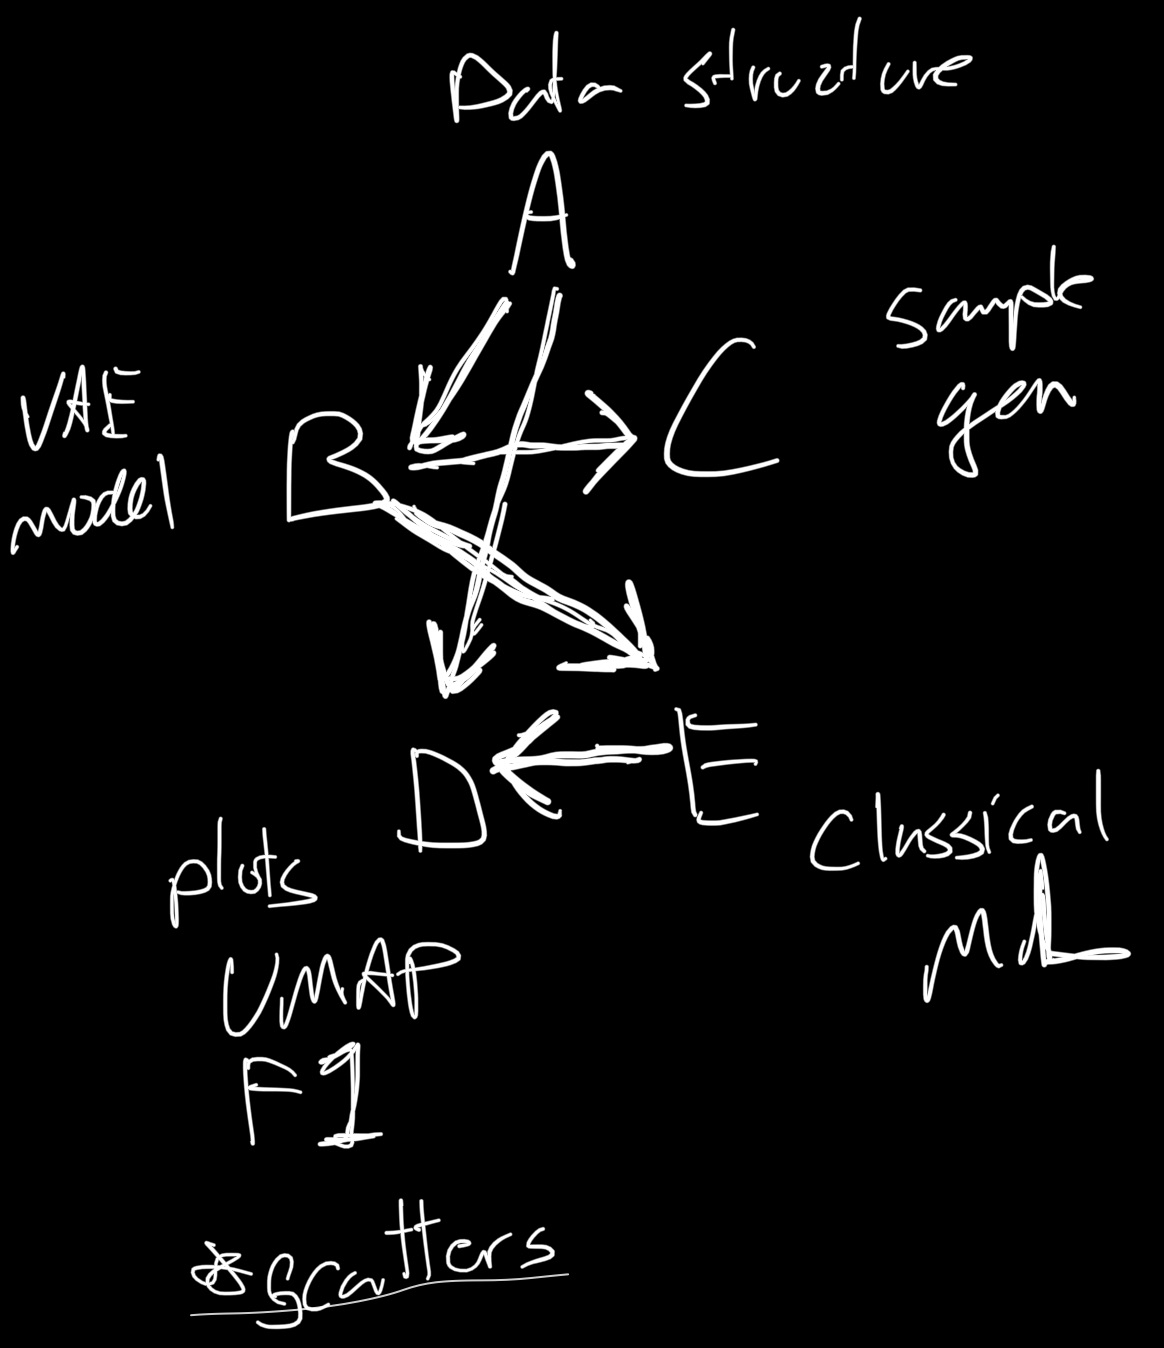 Data structure
A
Sample
gen
C
VAE
model
B
D
E
Classical
ML
plots
UMAP
F1
*scatters